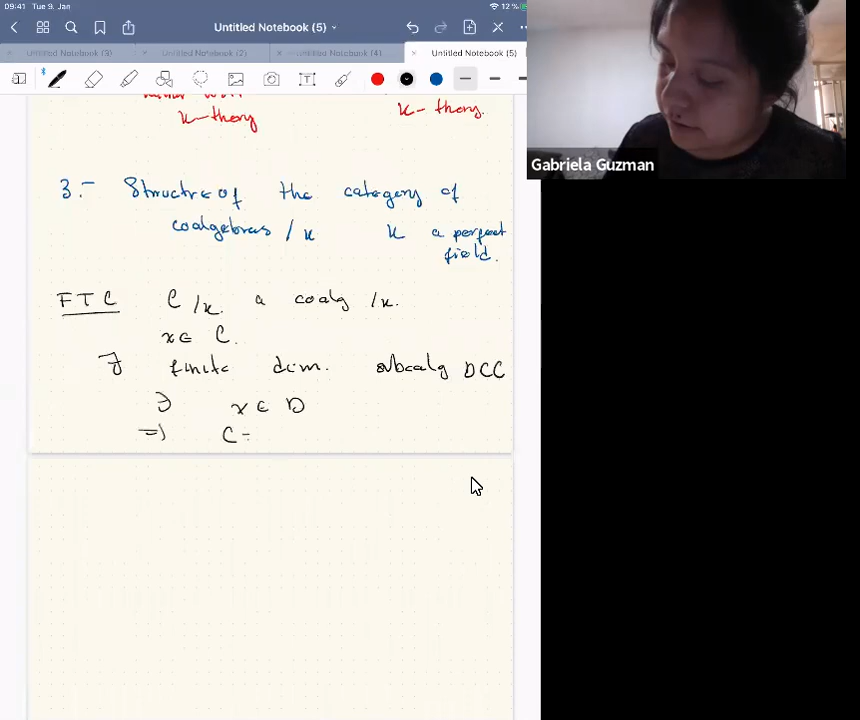 09:41 Tue 9. Jan
12%
Untitled Notebook (5)
Untitled Notebook (3)
Untitled Notebook (2)
Untitled Notebook (4)
Untitled Notebook (5)
Gabriela Guzman
K-theory
K-theory.
3.- Structre of the category of
coalgebras / K K a perfect
field.
FTC C /K. a coalg /K.
x ∈ C.
∃ finite dim. subcoalg D⊂C
∋ x ∈ D
⇒ C =